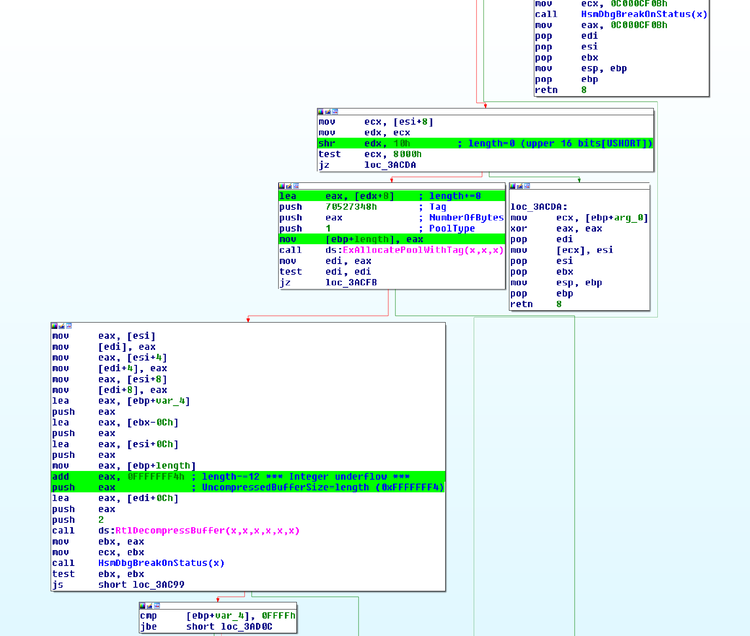 mov ecx, 0C000CF0Bh
call HsmDbgBreakOnStatus(x)
mov eax, 0C000CF0Bh
pop edi
pop esi
pop ebx
mov esp, ebp
pop ebp
retn 8
mov ecx, [esi+8]
mov edx, ecx
shr edx, 10h ; length=0 (upper 16 bits[USHORT])
test ecx, 8000h
jz loc_3ACDA
lea eax, [edx+8] ; length+=8
push 70527348h ; Tag
push eax ; NumberOfBytes
push 1 ; PoolType
mov [ebp+length], eax
call ds:ExAllocatePoolWithTag(x,x,x)
mov edi, eax
test edi, edi
jz loc_3ACFB
loc_3ACDA:
mov ecx, [ebp+arg_0]
xor eax, eax
pop edi
mov [ecx], esi
pop esi
pop ebx
mov esp, ebp
pop ebp
retn 8
mov eax, [esi]
mov [edi], eax
mov eax, [esi+4]
mov [edi+4], eax
mov eax, [esi+8]
mov [edi+8], eax
lea eax, [ebp+var_4]
push eax
lea eax, [ebx-0Ch]
push eax
lea eax, [esi+0Ch]
push eax
mov eax, [ebp+length]
add eax, 0FFFFFFF4h ; length-=12 *** Integer underflow ***
push eax ; UncompressedBufferSize=length (0xFFFFFFF4)
lea eax, [edi+0Ch]
push eax
push 2
call ds:RtlDecompressBuffer(x,x,x,x,x,x)
mov ebx, eax
mov ecx, ebx
call HsmDbgBreakOnStatus(x)
test ebx, ebx
js short loc_3AC99
cmp [ebp+var_4], 0FFFFh
jbe short loc_3AD0C